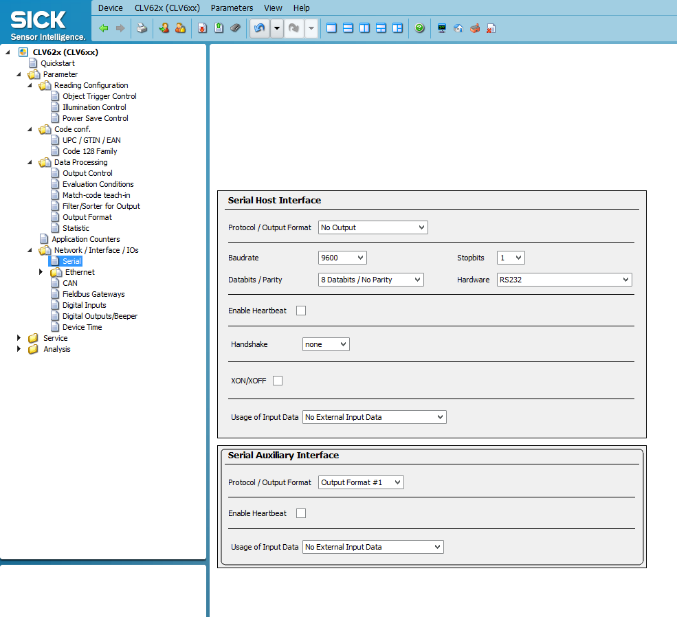 SICK
Sensor Intelligence.
Device CLV62x (CLV6xx) Parameters View Help
CLV62x (CLV6xx)
Quickstart
Parameter
Reading Configuration
Object Trigger Control
Illumination Control
Power Save Control
Code conf.
UPC / GTIN / EAN
Code 128 Family
Data Processing
Output Control
Evaluation Conditions
Match-code teach-in
Filter/Sorter for Output
Output Format
Statistic
Application Counters
Network / Interface / IOs
Serial
Ethernet
CAN
Fieldbus Gateways
Digital Inputs
Digital Outputs/Beeper
Device Time
Service
Analysis
Serial Host Interface
Protocol / Output Format No Output
Baudrate 9600 Stopbits 1
Databits / Parity 8 Databits / No Parity Hardware RS232
Enable Heartbeat
Handshake none
XON/XOFF
Usage of Input Data No External Input Data
Serial Auxiliary Interface
Protocol / Output Format Output Format #1
Enable Heartbeat
Usage of Input Data No External Input Data